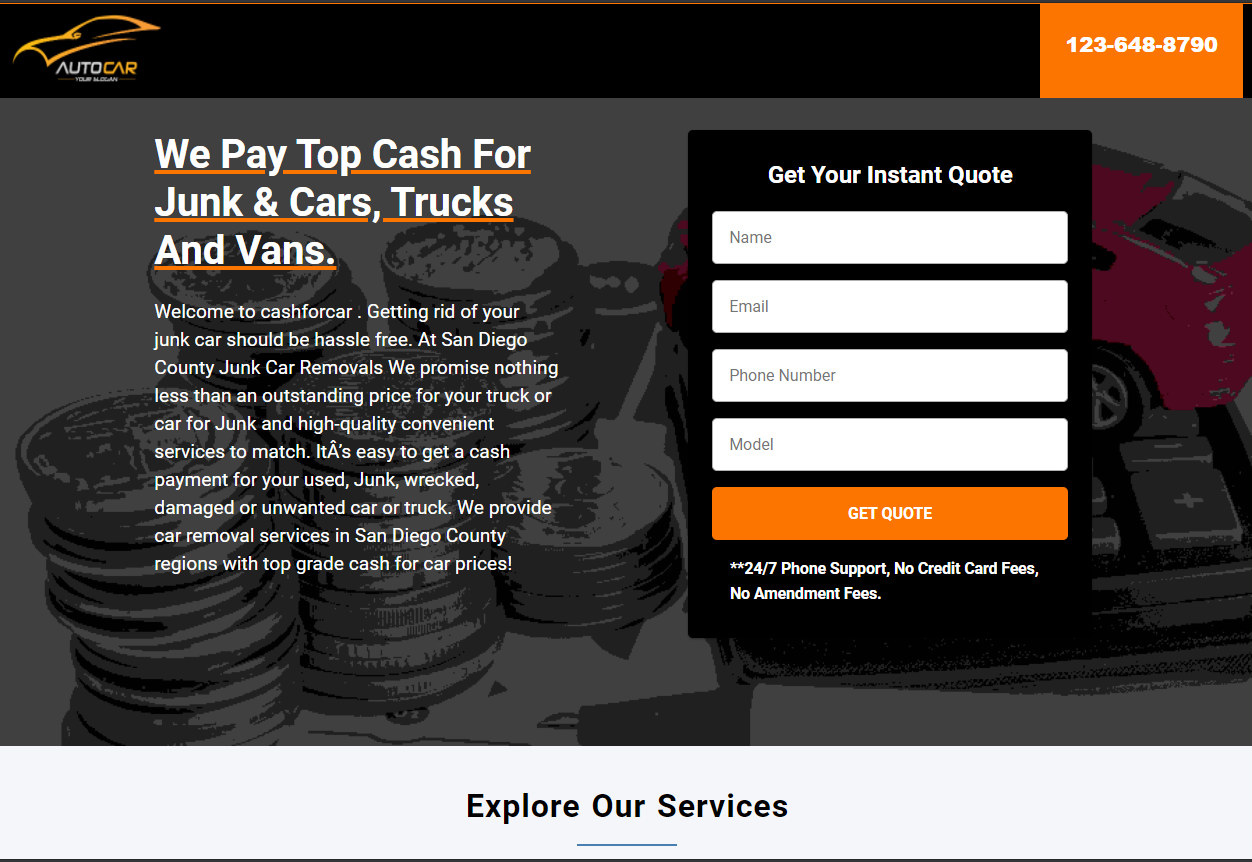 AUTOCAR
YOUR SLOGAN
123-648-8790
We Pay Top Cash For
Junk & Cars, Trucks
And Vans.
Welcome to cashforcar . Getting rid of your
junk car should be hassle free. At San Diego
County Junk Car Removals We promise nothing
less than an outstanding price for your truck or
car for Junk and high-quality convenient
services to match. ItÂ’s easy to get a cash
payment for your used, Junk, wrecked,
damaged or unwanted car or truck. We provide
car removal services in San Diego County
regions with top grade cash for car prices!
Get Your Instant Quote
Name
Email
Phone Number
Model
GET QUOTE
**24/7 Phone Support, No Credit Card Fees,
No Amendment Fees.
Explore Our Services